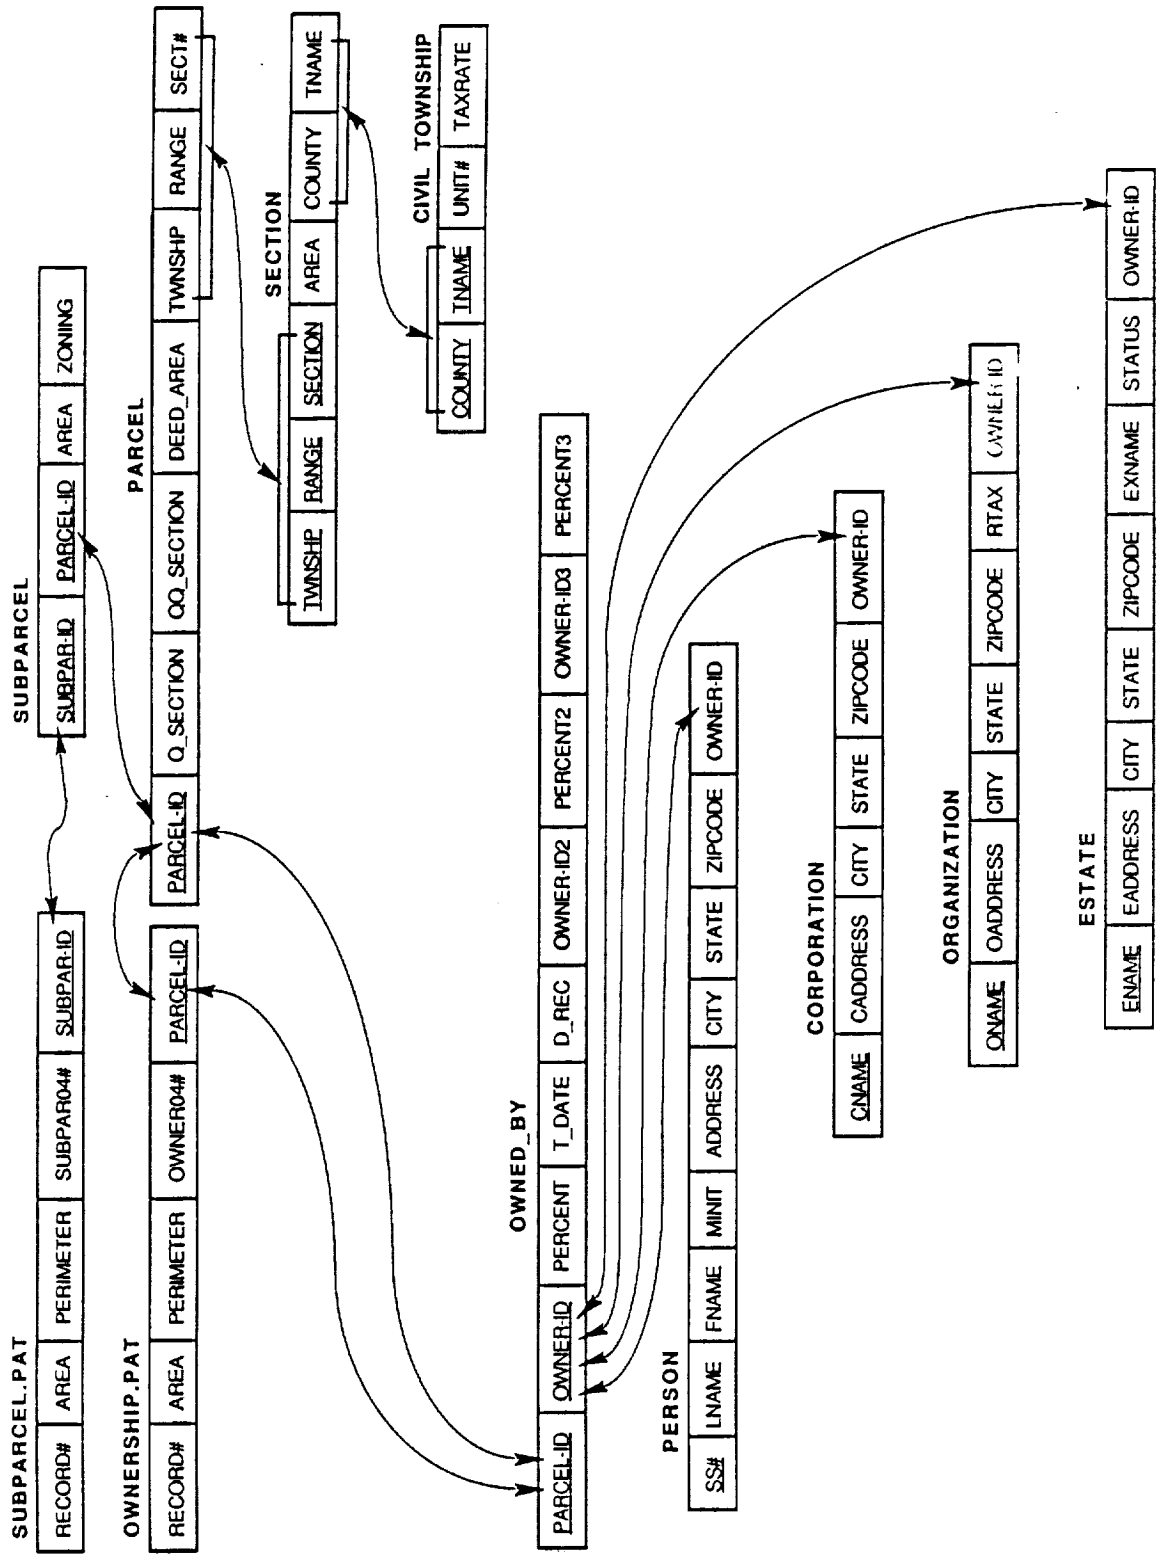 SUBPARCEL.PAT
RECORD# AREA PERIMETER SUBPAR04# SUBPAR-ID
SUBPARCEL
SUBPAR-ID PARCEL-ID AREA ZONING
OWNERSHIP.PAT
RECORD# AREA PERIMETER OWNER04# PARCEL-ID
PARCEL
PARCEL-ID Q_SECTION QQ_SECTION DEED_AREA TWNSHP RANGE SECT#
SECTION
TWNSHP RANGE SECTION AREA COUNTY TNAME
CIVIL TOWNSHIP
COUNTY TNAME UNIT# TAXRATE
OWNED_BY
PARCEL-ID OWNER-ID PERCENT T_DATE D_REC OWNER-ID2 PERCENT2 OWNER-ID3 PERCENT3
PERSON
SS# LNAME FNAME MINIT ADDRESS CITY STATE ZIPCODE OWNER-ID
CORPORATION
CNAME CADDRESS CITY STATE ZIPCODE OWNER-ID
ORGANIZATION
ONAME OADDRESS CITY STATE ZIPCODE RTAX OWNER-ID
ESTATE
ENAME EADDRESS CITY STATE ZIPCODE EXNAME STATUS OWNER-ID